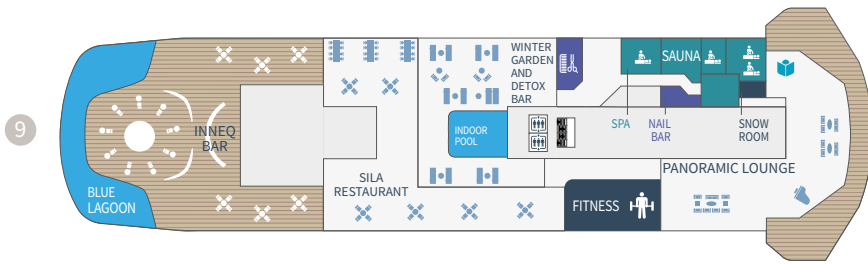 9
BLUE
LAGOON
INNEQ
BAR
SILA
RESTAURANT
WINTER
GARDEN
AND
DETOX
BAR
INDOOR
POOL
SAUNA
SPA
NAIL
BAR
SNOW
ROOM
PANORAMIC LOUNGE
FITNESS